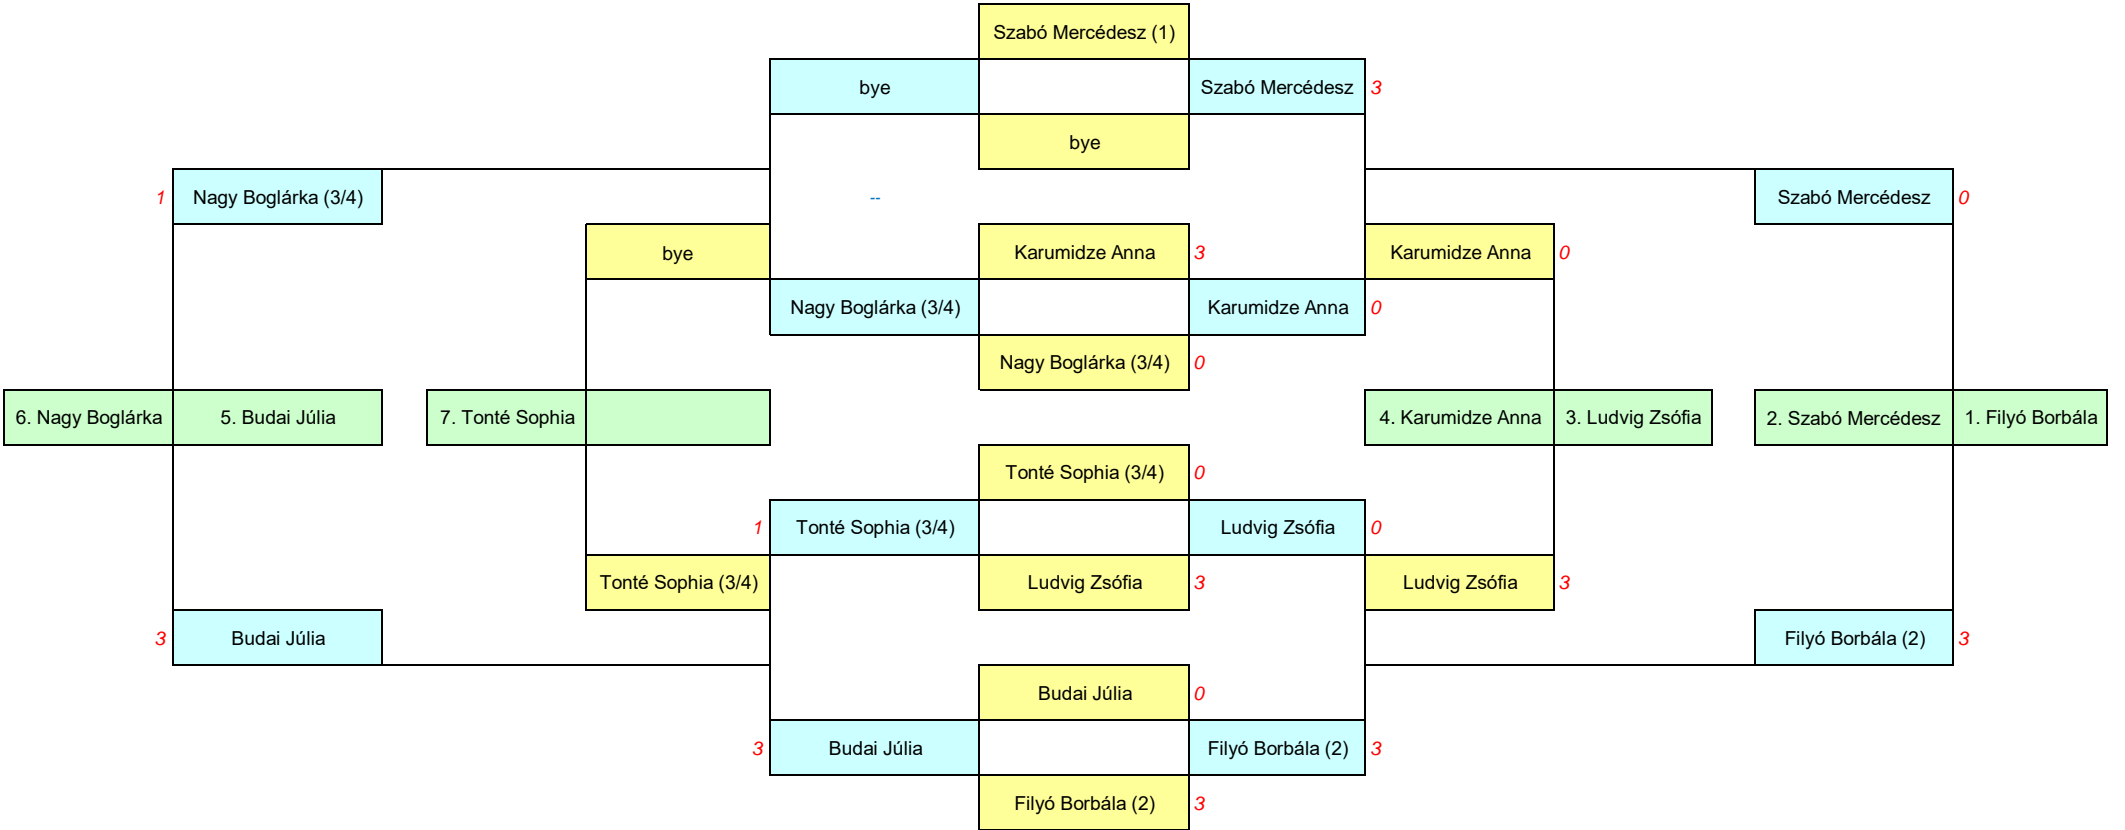 Szabó Mercédesz (1)
bye Szabó Mercédesz 3
bye
1 Nagy Boglárka (3/4) -- Szabó Mercédesz 0
bye Karumidze Anna 3 Karumidze Anna 0
Nagy Boglárka (3/4) Karumidze Anna 0
Nagy Boglárka (3/4) 0
6. Nagy Boglárka 5. Budai Júlia 7. Tonté Sophia 4. Karumidze Anna 3. Ludvig Zsófia 2. Szabó Mercédesz 1. Filyó Borbála
Tonté Sophia (3/4) 0
1 Tonté Sophia (3/4) Ludvig Zsófia 0
Tonté Sophia (3/4) Ludvig Zsófia 3 Ludvig Zsófia 3
3 Budai Júlia Filyó Borbála (2) 3
Budai Júlia 0
3 Budai Júlia Filyó Borbála (2) 3
Filyó Borbála (2) 3